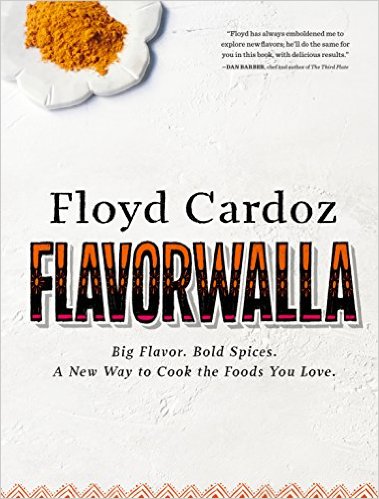 "Floyd has always emboldened me to
explore new flavors; he'll do the same for
you in this book, with delicious results."
—DAN BARBER, chef and author of The Third Plate
Floyd Cardoz
FLAVORWALLA
Big Flavor. Bold Spices.
A New Way to Cook the Foods You Love.